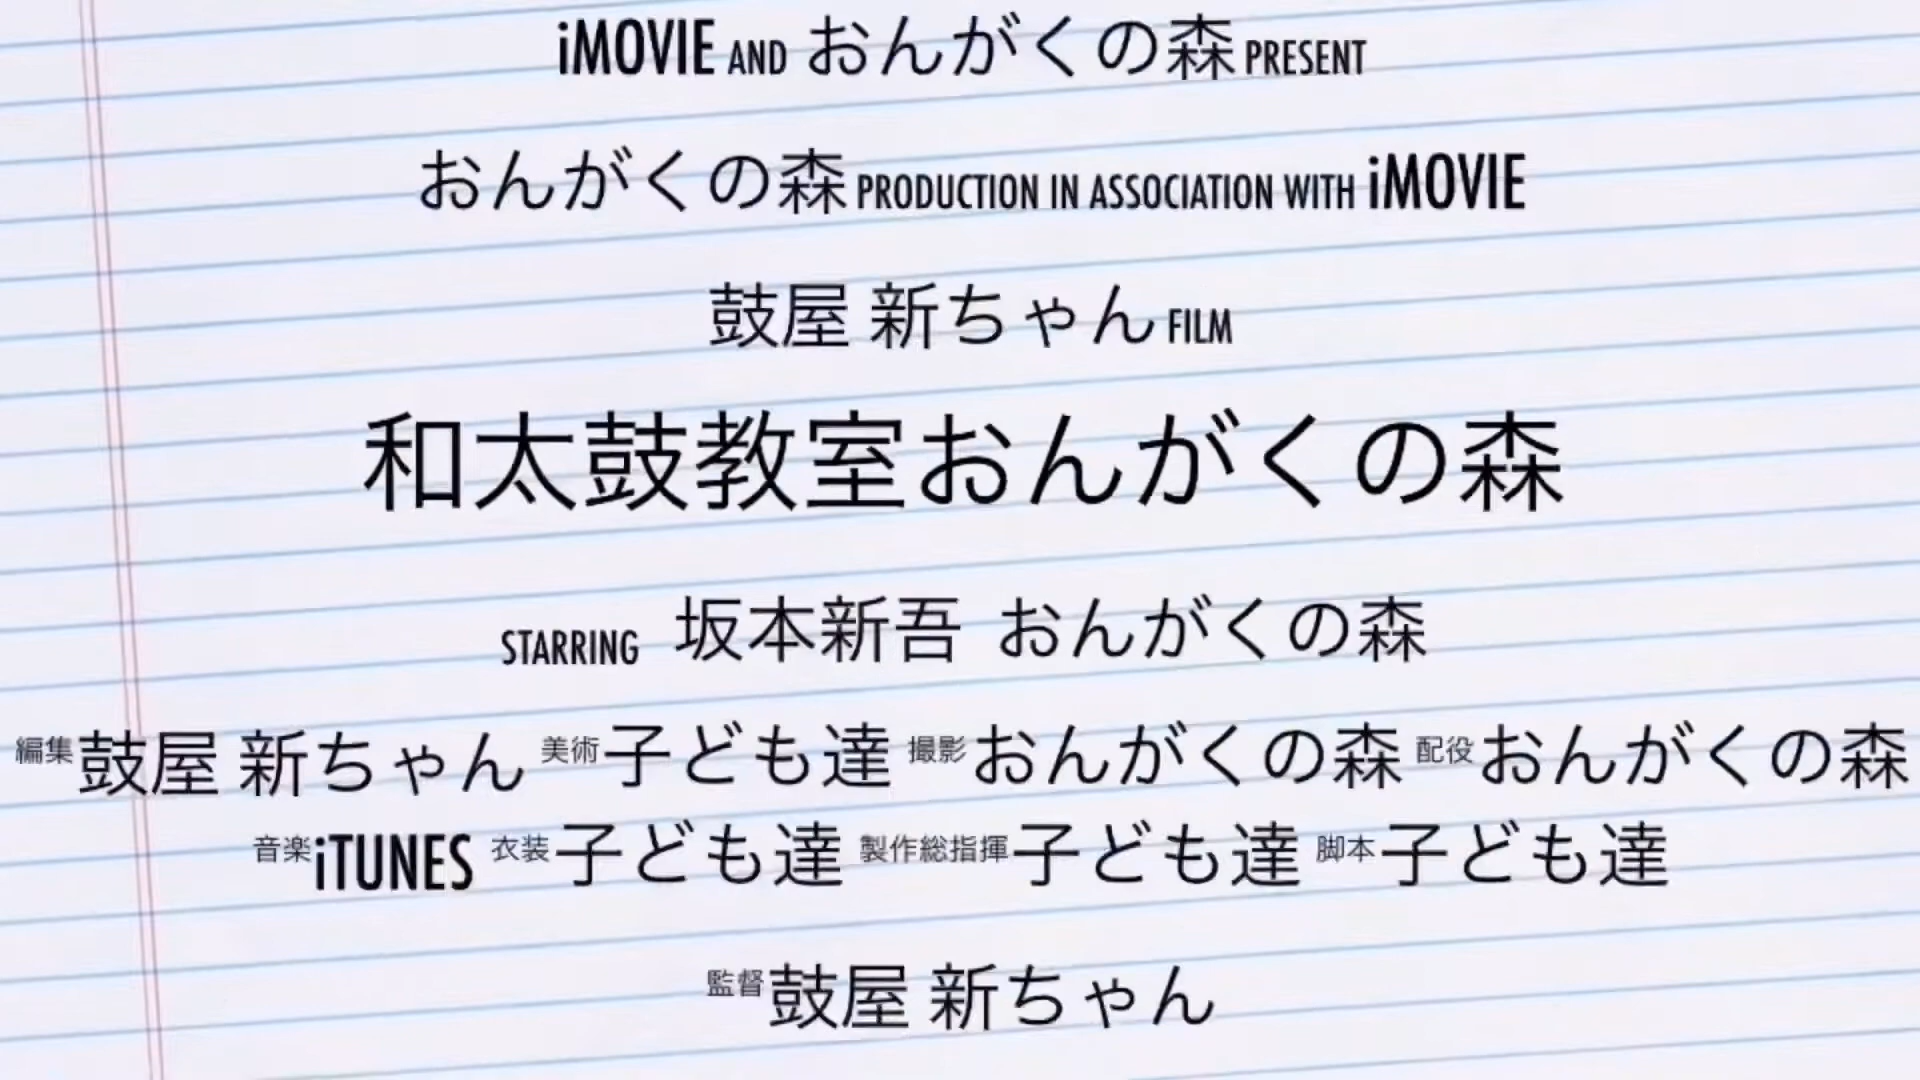 iMOVIE AND おんがくの森 PRESENT
おんがくの森 PRODUCTION IN ASSOCIATION WITH iMOVIE
鼓屋 新ちゃん FILM
和太鼓教室おんがくの森
STARRING 坂本新吾 おんがくの森
編集 鼓屋 新ちゃん 美術 子ども達 撮影 おんがくの森 配役 おんがくの森
音楽 iTUNES 衣装 子ども達 製作総指揮 子ども達 脚本 子ども達
監督 鼓屋 新ちゃん